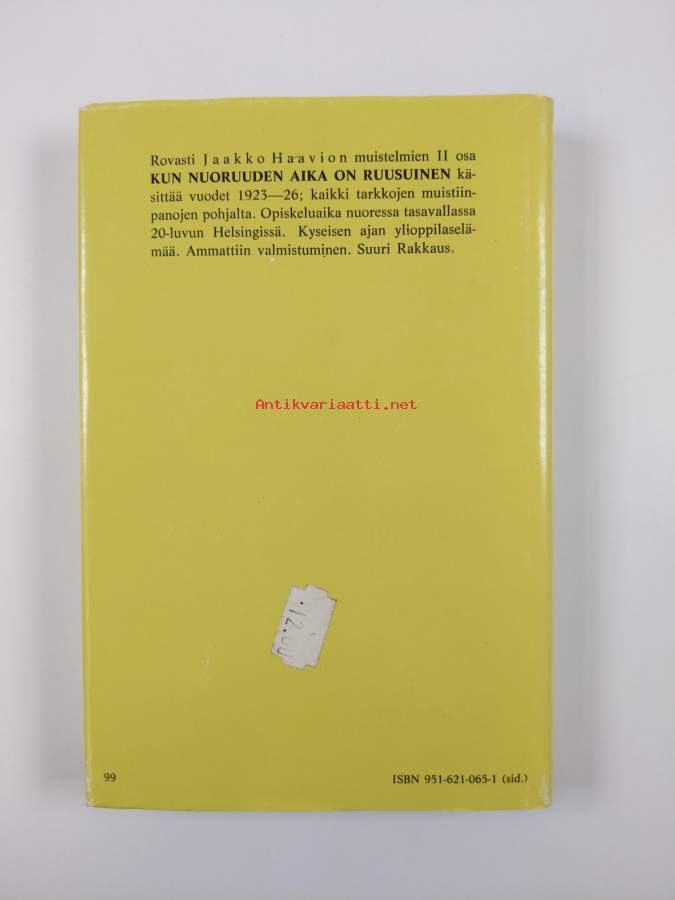 Rovasti Jaakko Haavion muistelmien II osa
KUN NUORUUDEN AIKA ON RUUSUINEN kä-
sittää vuodet 1923—26; kaikki tarkkojen muistiin-
panojen pohjalta. Opiskeluaika nuoressa tasavallassa
20-luvun Helsingissä. Kyseisen ajan ylioppilaselä-
mää. Ammattiin valmistuminen. Suuri Rakkaus.
Antikvariaatti.net
·12.00
99
ISBN 951-621-065-1 (sid.)